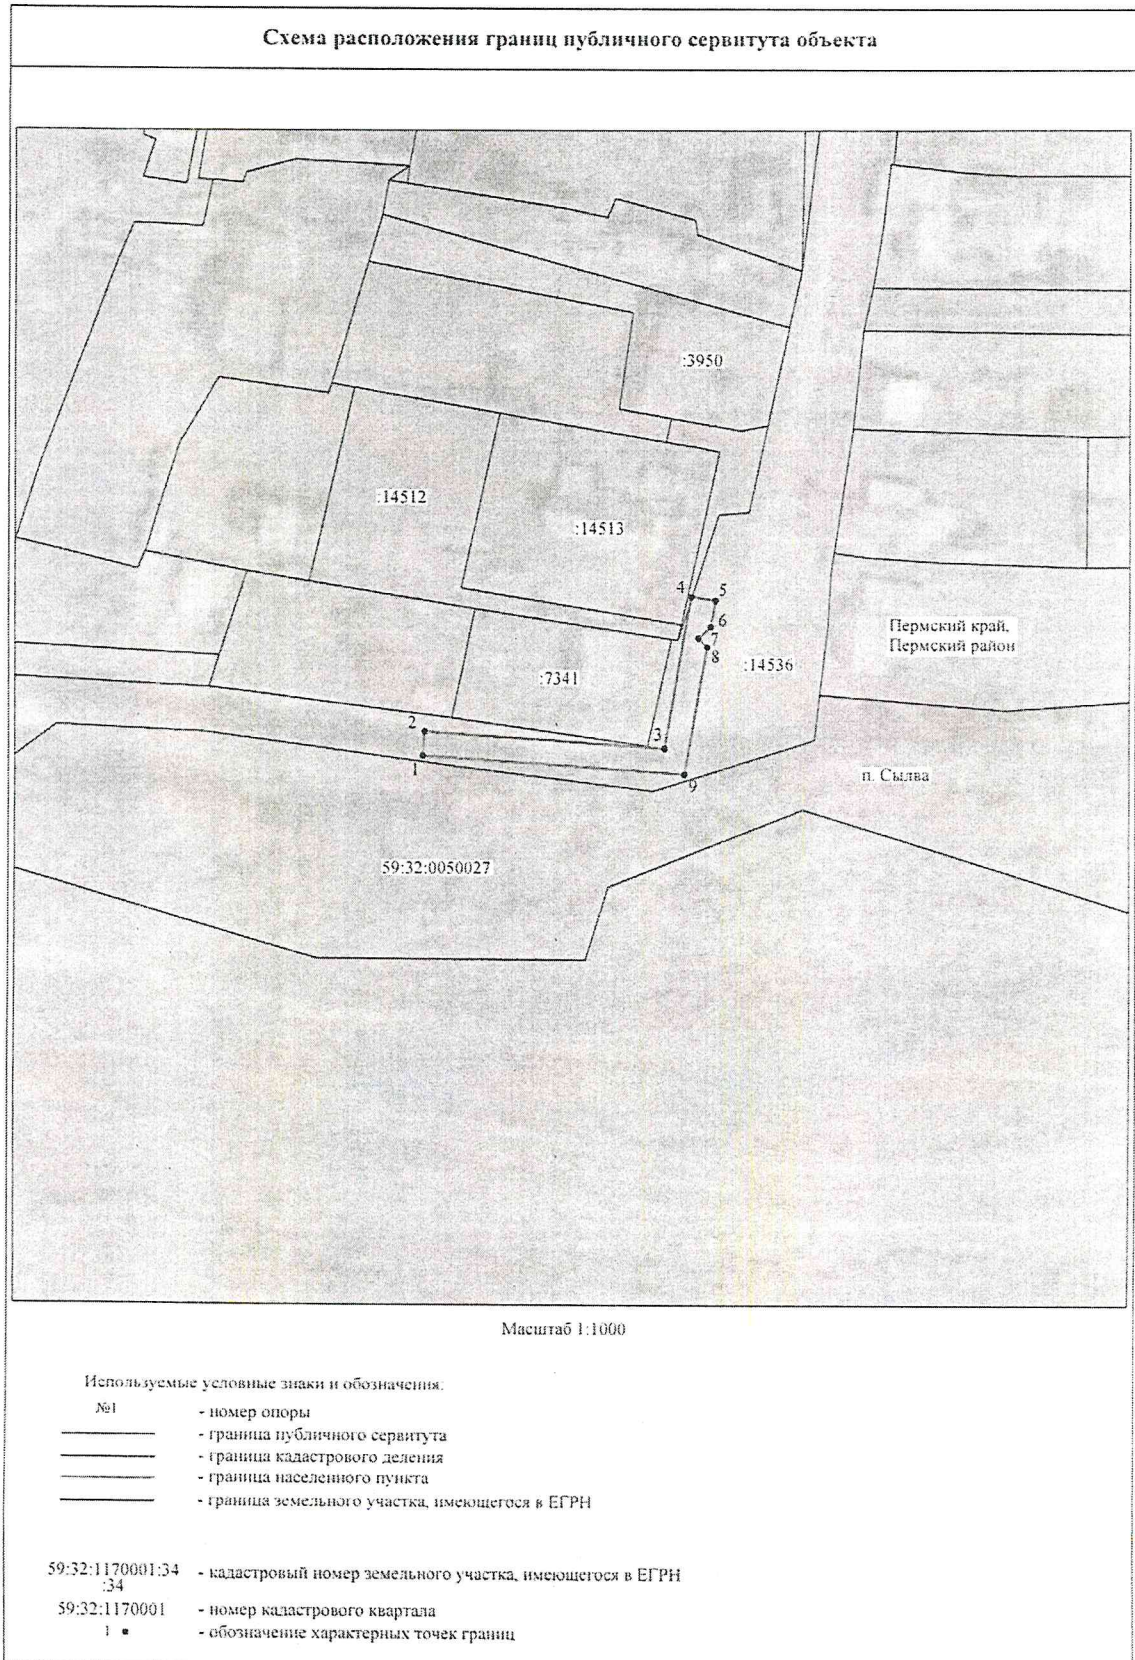 Схема расположения границ публичного сервитута объекта
:3950
:14512
:14513
4
5
6
7
8
Пермский край,
Пермский район
:14536
:7341
2
3
1
9
п. Сылва
59:32:0050027
Масштаб 1:1000
Используемые условные знаки и обозначения:
№1 - номер опоры
- граница публичного сервитута
- граница кадастрового деления
- граница населенного пункта
- граница земельного участка, имеющегося в ЕГРН
59:32:1170001:34
:34
- кадастровый номер земельного участка, имеющегося в ЕГРН
59:32:1170001 - номер кадастрового квартала
1 - обозначение характерных точек границ